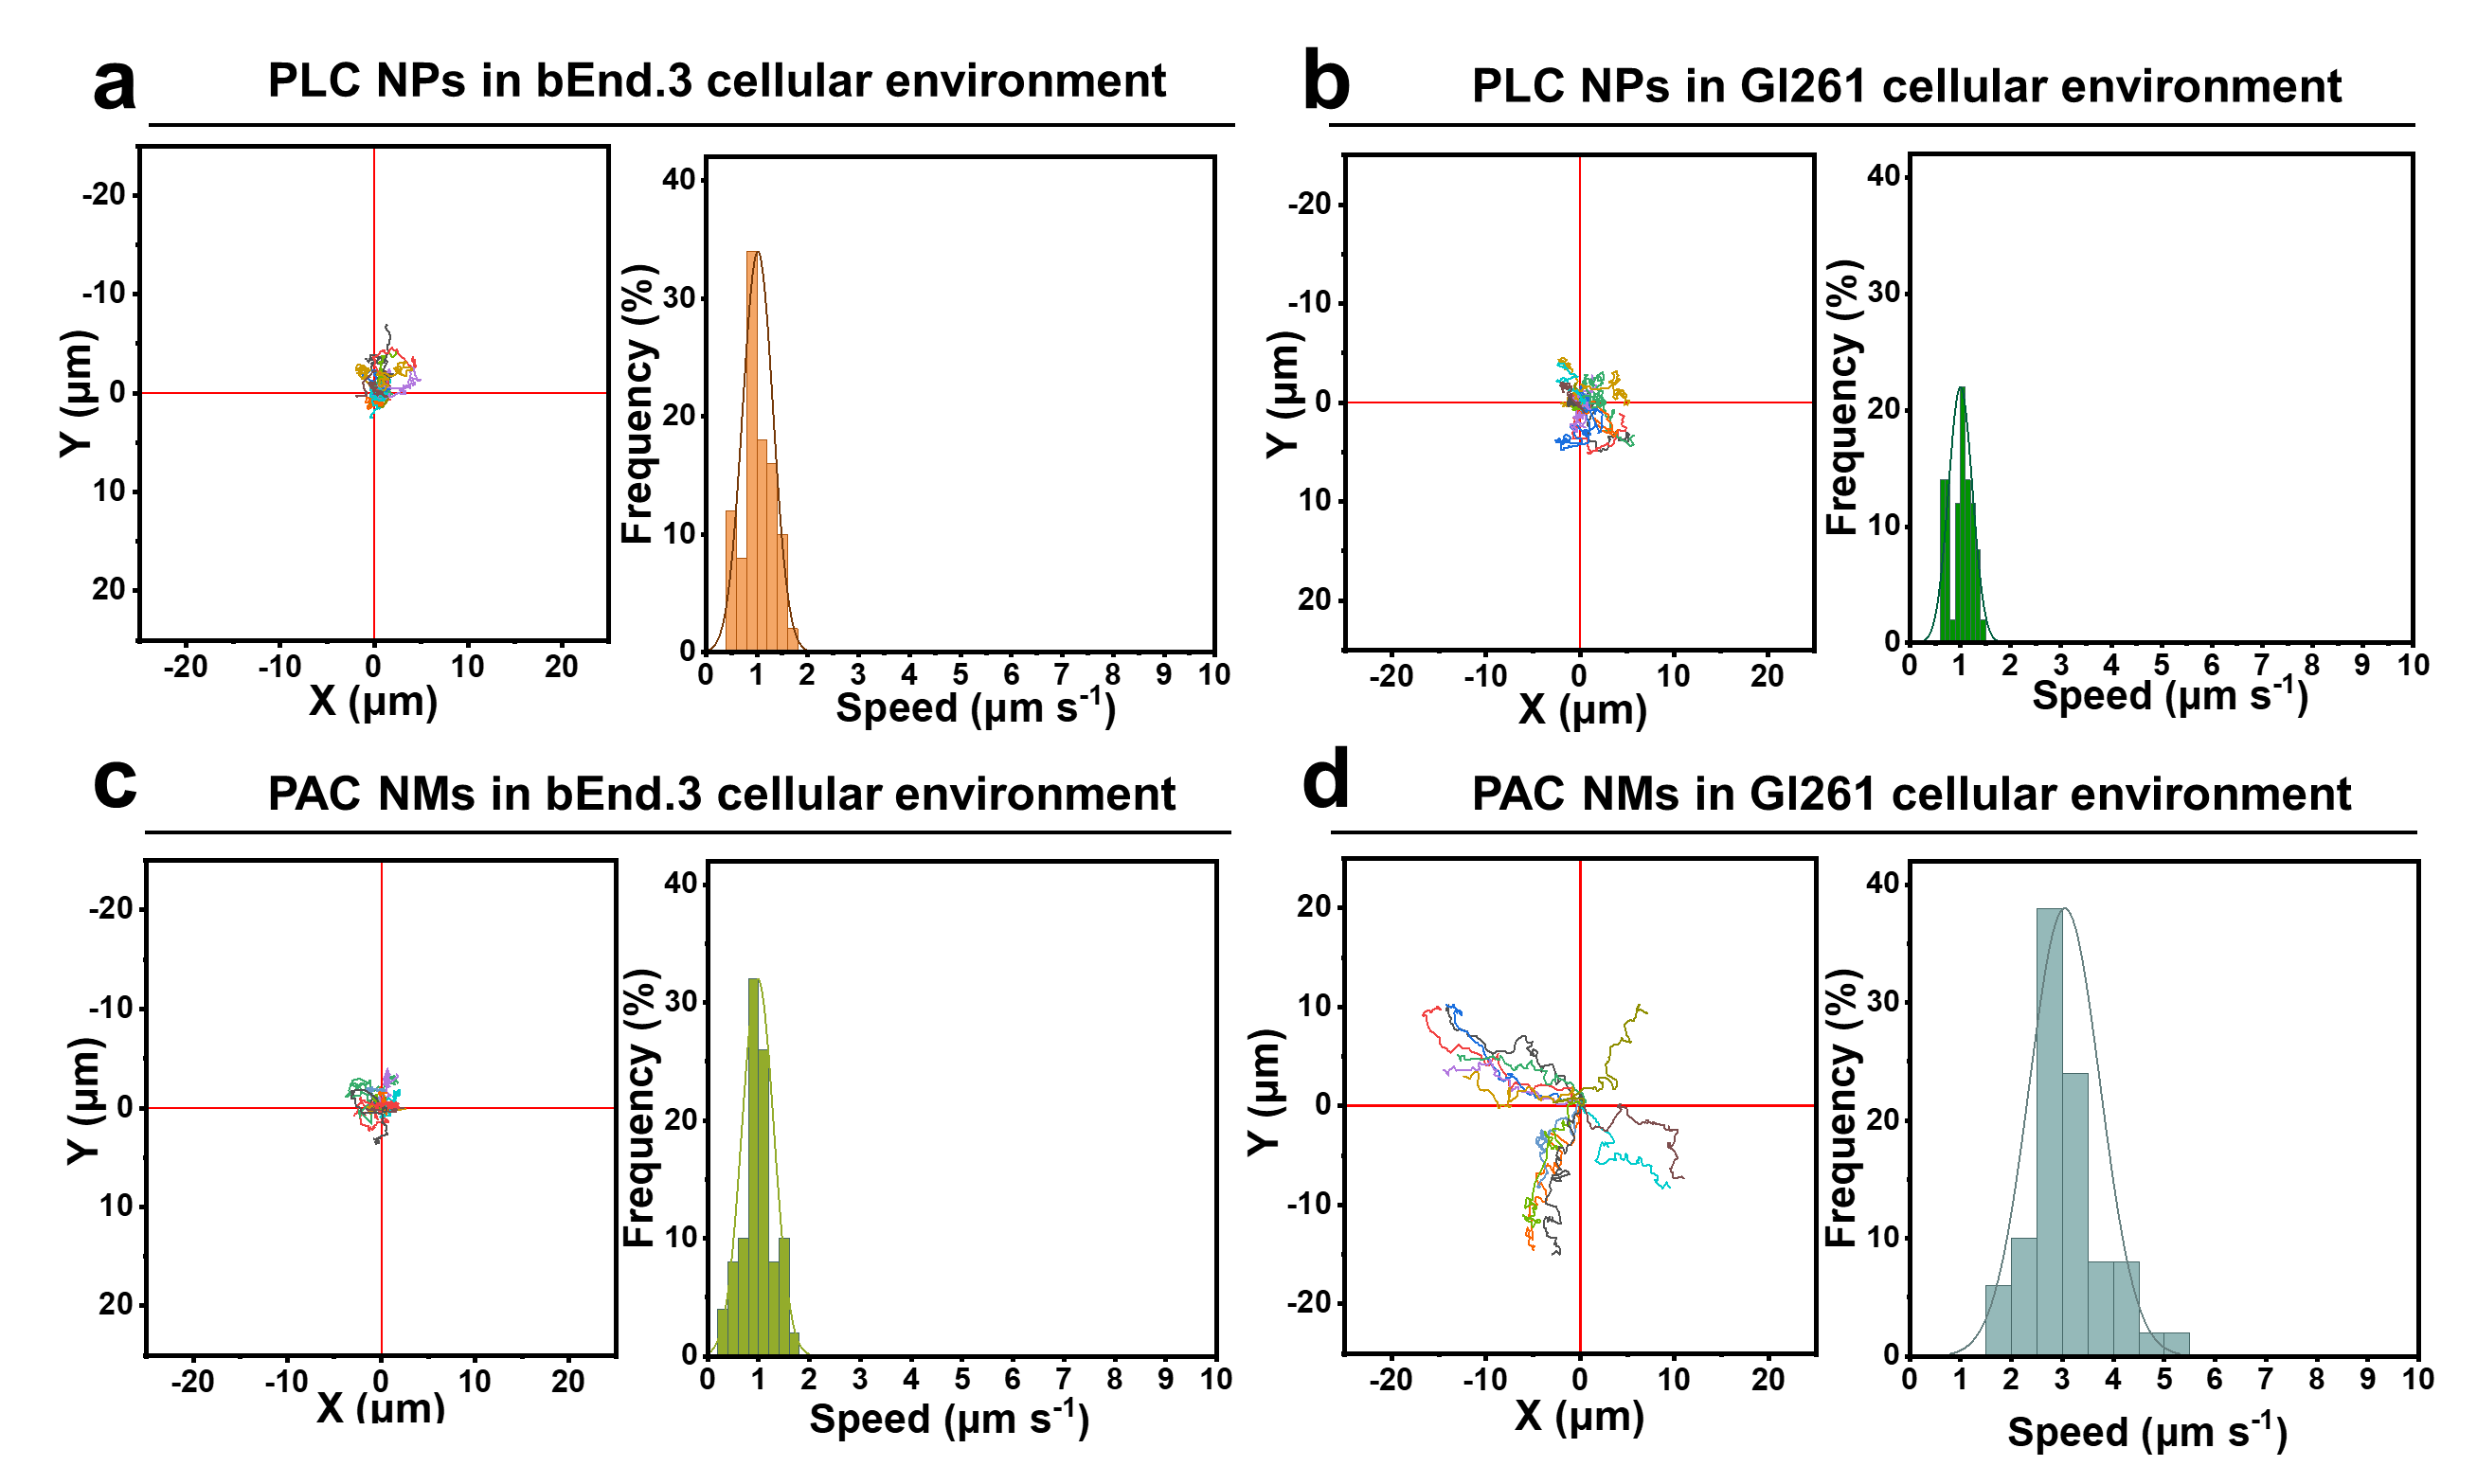 a
PLC NPs in bEnd.3 cellular environment
Y (μm)
-20
-10
0
10
20
-20 -10 0 10 20
X (μm)
Frequency (%)
40
30
20
10
0
0 1 2 3 4 5 6 7 8 9 10
Speed (μm s-1)
b
PLC NPs in Gl261 cellular environment
Y (μm)
-20
-10
0
10
20
-20 -10 0 10 20
X (μm)
Frequency (%)
40
30
20
10
0
0 1 2 3 4 5 6 7 8 9 10
Speed (μm s-1)
c
PAC NMs in bEnd.3 cellular environment
Y (μm)
-20
-10
0
10
20
-20 -10 0 10 20
X (μm)
Frequency (%)
40
30
20
10
0
0 1 2 3 4 5 6 7 8 9 10
Speed (μm s-1)
d
PAC NMs in Gl261 cellular environment
Y (μm)
20
10
0
-10
-20
-20 -10 0 10 20
X (μm)
Frequency (%)
40
30
20
10
0
0 1 2 3 4 5 6 7 8 9 10
Speed (μm s-1)